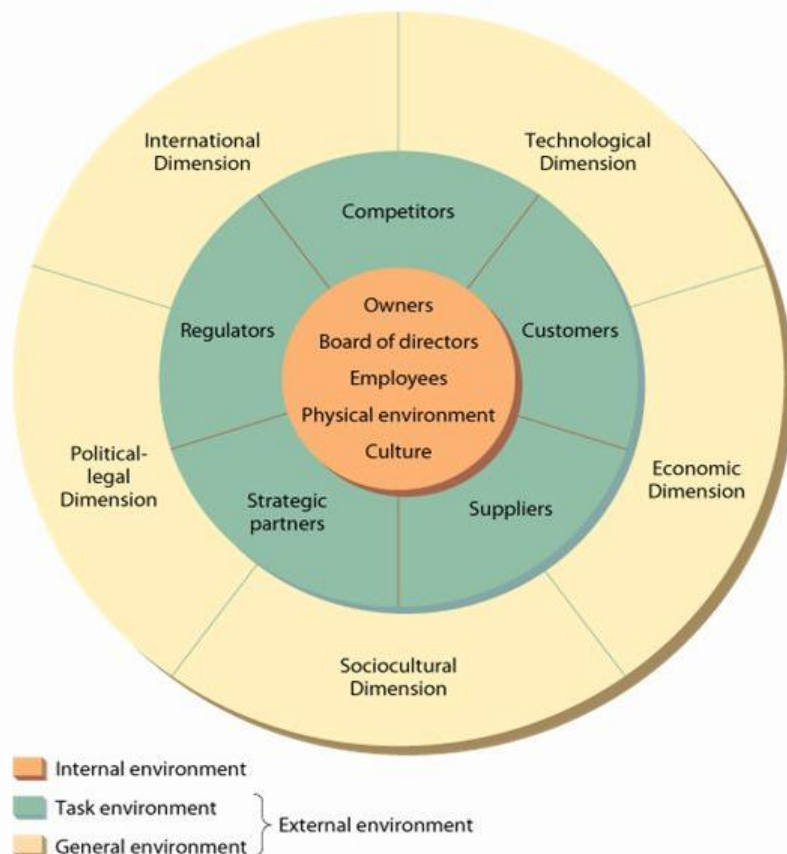 International
Dimension
Technological
Dimension
Competitors
Regulators
Customers
Owners
Board of directors
Employees
Physical environment
Culture
Political-
legal
Dimension
Economic
Dimension
Strategic
partners
Suppliers
Sociocultural
Dimension
Internal environment
Task environment
External environment
General environment